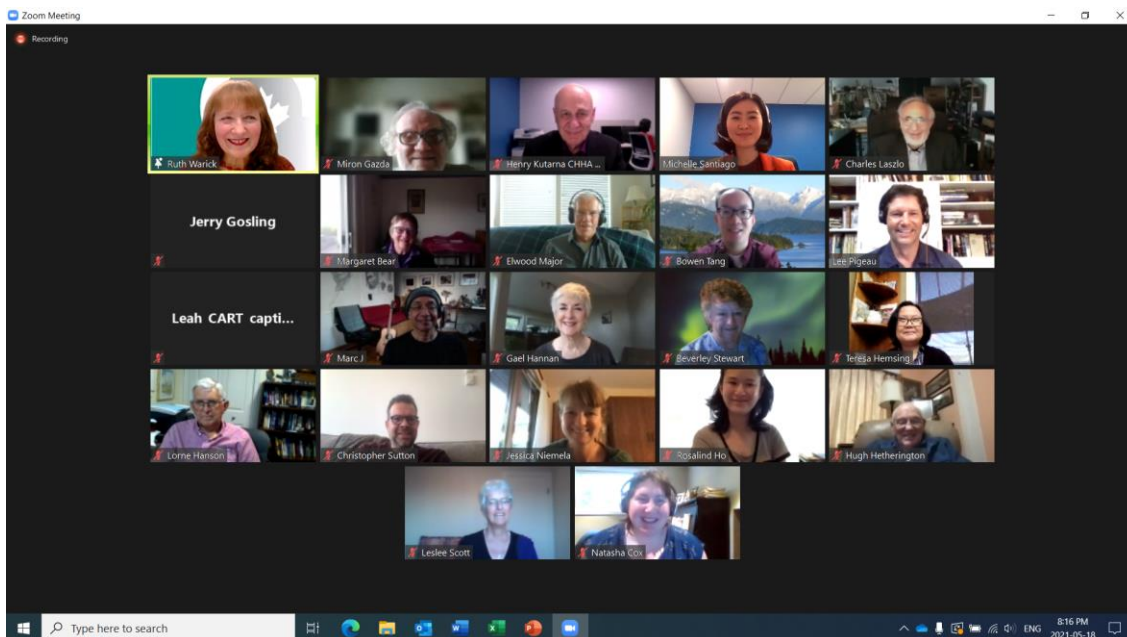 Zoom Meeting
Recording
Ruth Warick
Miron Gazda
Henry Kutarna CHHA ...
Michelle Santiago
Charles Laszlo
Jerry Gosling
Margaret Bear
Elwood Major
Bowen Tang
Lee Pigeau
Leah CART capti...
Marc J
Gael Hannan
Beverley Stewart
Teresa Hemsing
Lorne Hanson
Christopher Sutton
Jessica Niemela
Rosalind Ho
Hugh Hetherington
Leslee Scott
Natasha Cox
Type here to search
ENG
8:16 PM
2021-05-18